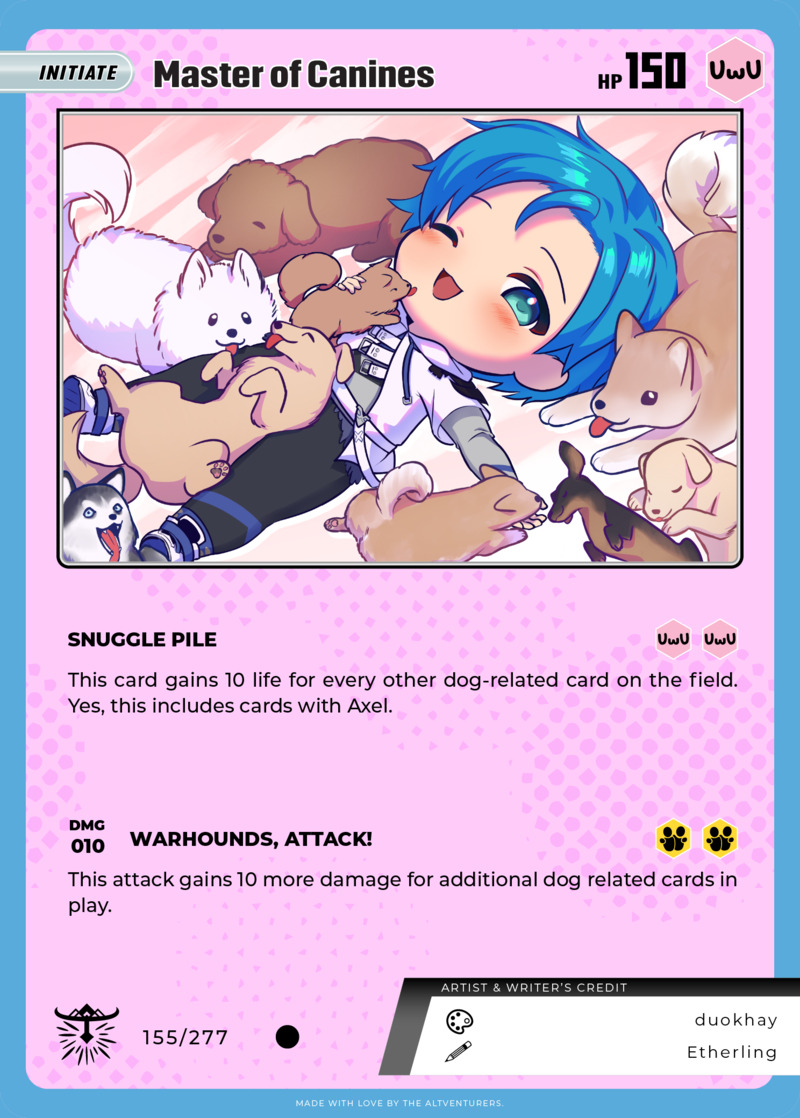 INITIATE
Master of Canines
HP 150
UwU
SNUGGLE PILE
UwU UwU
This card gains 10 life for every other dog-related card on the field.
Yes, this includes cards with Axel.
DMG
010
WARHOUNDS, ATTACK!
This attack gains 10 more damage for additional dog related cards in
play.
ARTIST & WRITER'S CREDIT
duokhay
Etherling
155/277
MADE WITH LOVE BY THE ALTVENTURERS.